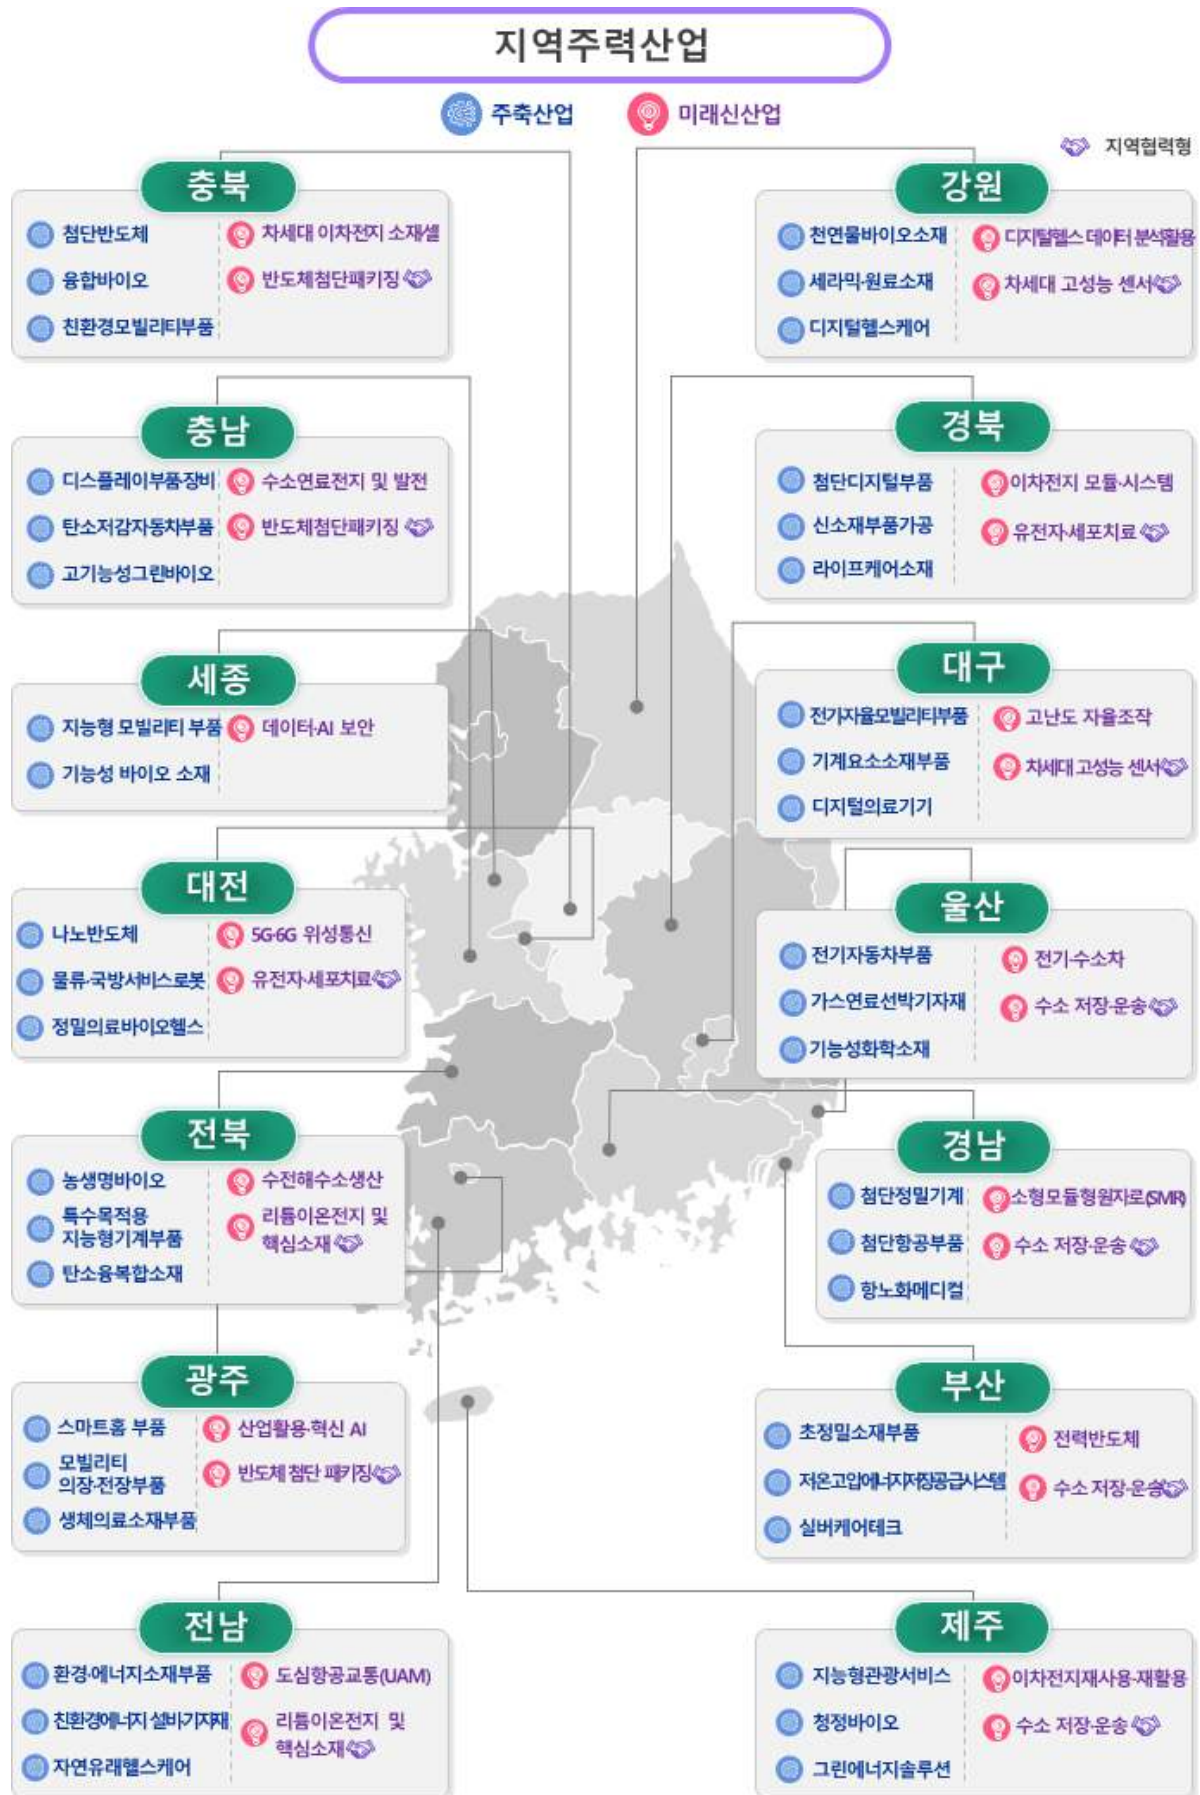 지역주력산업
주축산업
미래신산업
지역협력형
충북
첨단반도체
융합바이오
친환경모빌리티부품
차세대 이차전지 소재·셀
반도체첨단패키징
충남
디스플레이부품·장비
탄소저감자동차부품
고기능성그린바이오
수소연료전지 및 발전
반도체첨단패키징
세종
지능형 모빌리티 부품
기능성 바이오 소재
데이터·AI 보안
대전
나노반도체
물류·국방서비스로봇
정밀의료바이오헬스
5G·6G 위성통신
유전자·세포치료
전북
농생명바이오
특수목적용
지능형기계부품
탄소융복합소재
수전해수소생산
리튬이온전지 및
핵심소재
광주
스마트홈 부품
모빌리티
의장·전장부품
생체의료소재부품
산업활용·혁신 AI
반도체 첨단 패키징
전남
환경·에너지소재부품
친환경에너지 설비·기자재
자연유래헬스케어
도심항공교통(UAM)
리튬이온전지 및
핵심소재
강원
천연물바이오소재
세라믹·원료소재
디지털헬스케어
디지털헬스 데이터 분석활용
차세대 고성능 센서
경북
첨단디지털부품
신소재부품가공
라이프케어소재
이차전지 모듈·시스템
유전자·세포치료
대구
전기자율모빌리티부품
기계요소소재부품
디지털의료기기
고난도 자율조작
차세대 고성능 센서
울산
전기자동차부품
가스연료선박기자재
기능성화학소재
전기·수소차
수소 저장·운송
경남
첨단정밀기계
첨단항공부품
항노화메디컬
소형모듈형원자로(SMR)
수소 저장·운송
부산
초정밀소재부품
저온고압에너지저장공급시스템
실버케어테크
전력반도체
수소 저장·운송
제주
지능형관광서비스
청정바이오
그린에너지솔루션
이차전지재사용·재활용
수소 저장·운송